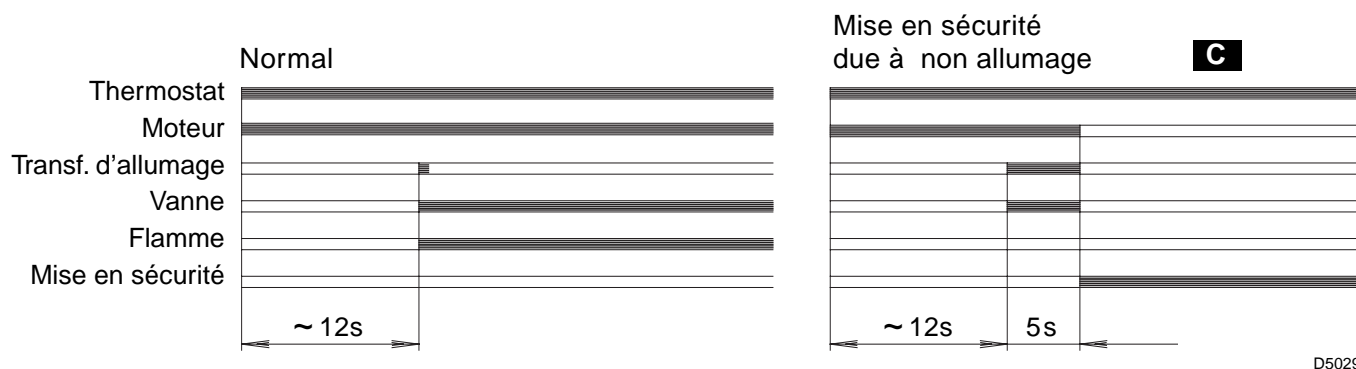 Normal
Mise en sécurité
due à non allumage C
Thermostat
Moteur
Transf. d'allumage
Vanne
Flamme
Mise en sécurité
~ 12s
~ 12s 5s
D5029